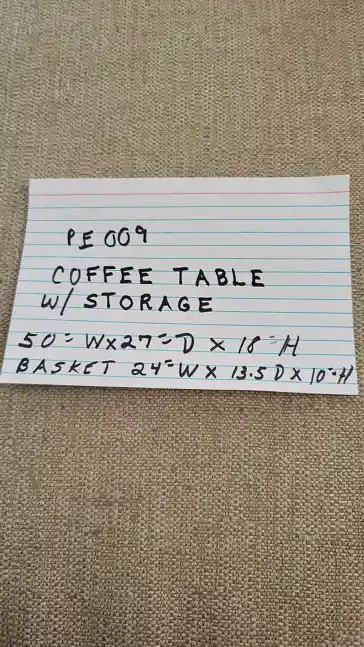 PE 009
COFFEE TABLE
W/ STORAGE
50" W X 27" D X 18" H
BASKET 24" W X 13.5 D X 10" H